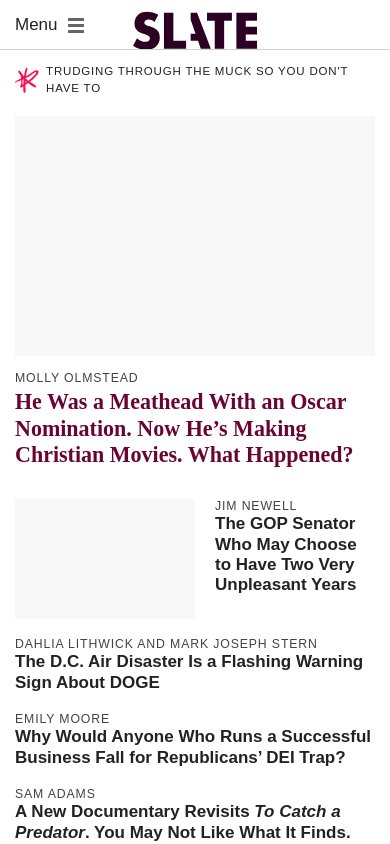 Menu
SLATE
TRUDGING THROUGH THE MUCK SO YOU DON'T
HAVE TO
MOLLY OLMSTEAD
He Was a Meathead With an Oscar
Nomination. Now He’s Making
Christian Movies. What Happened?
JIM NEWELL
The GOP Senator
Who May Choose
to Have Two Very
Unpleasant Years
DAHLIA LITHWICK AND MARK JOSEPH STERN
The D.C. Air Disaster Is a Flashing Warning
Sign About DOGE
EMILY MOORE
Why Would Anyone Who Runs a Successful
Business Fall for Republicans’ DEI Trap?
SAM ADAMS
A New Documentary Revisits To Catch a
Predator. You May Not Like What It Finds.